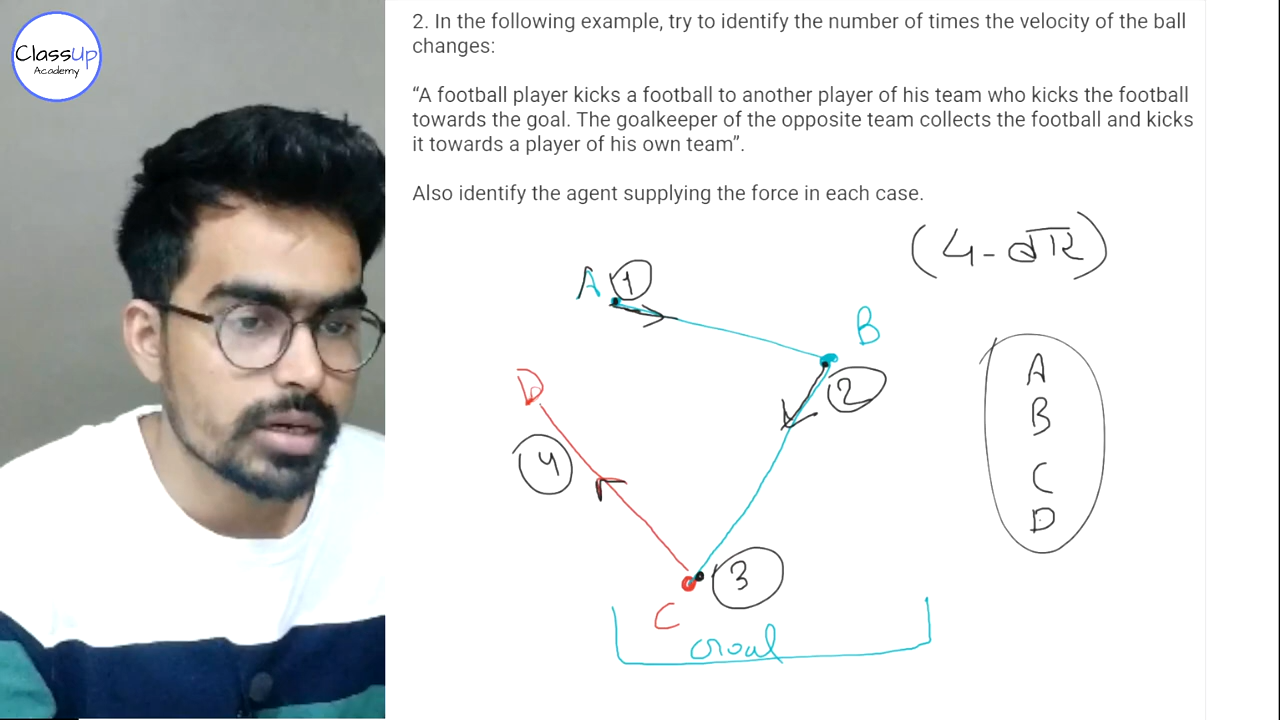 ClassUp
Academy
2. In the following example, try to identify the number of times the velocity of the ball
changes:
“A football player kicks a football to another player of his team who kicks the football
towards the goal. The goalkeeper of the opposite team collects the football and kicks
it towards a player of his own team”.
Also identify the agent supplying the force in each case.
(4-बार)
A 1
B
2
D
4
3
C
Goal
A
B
C
D